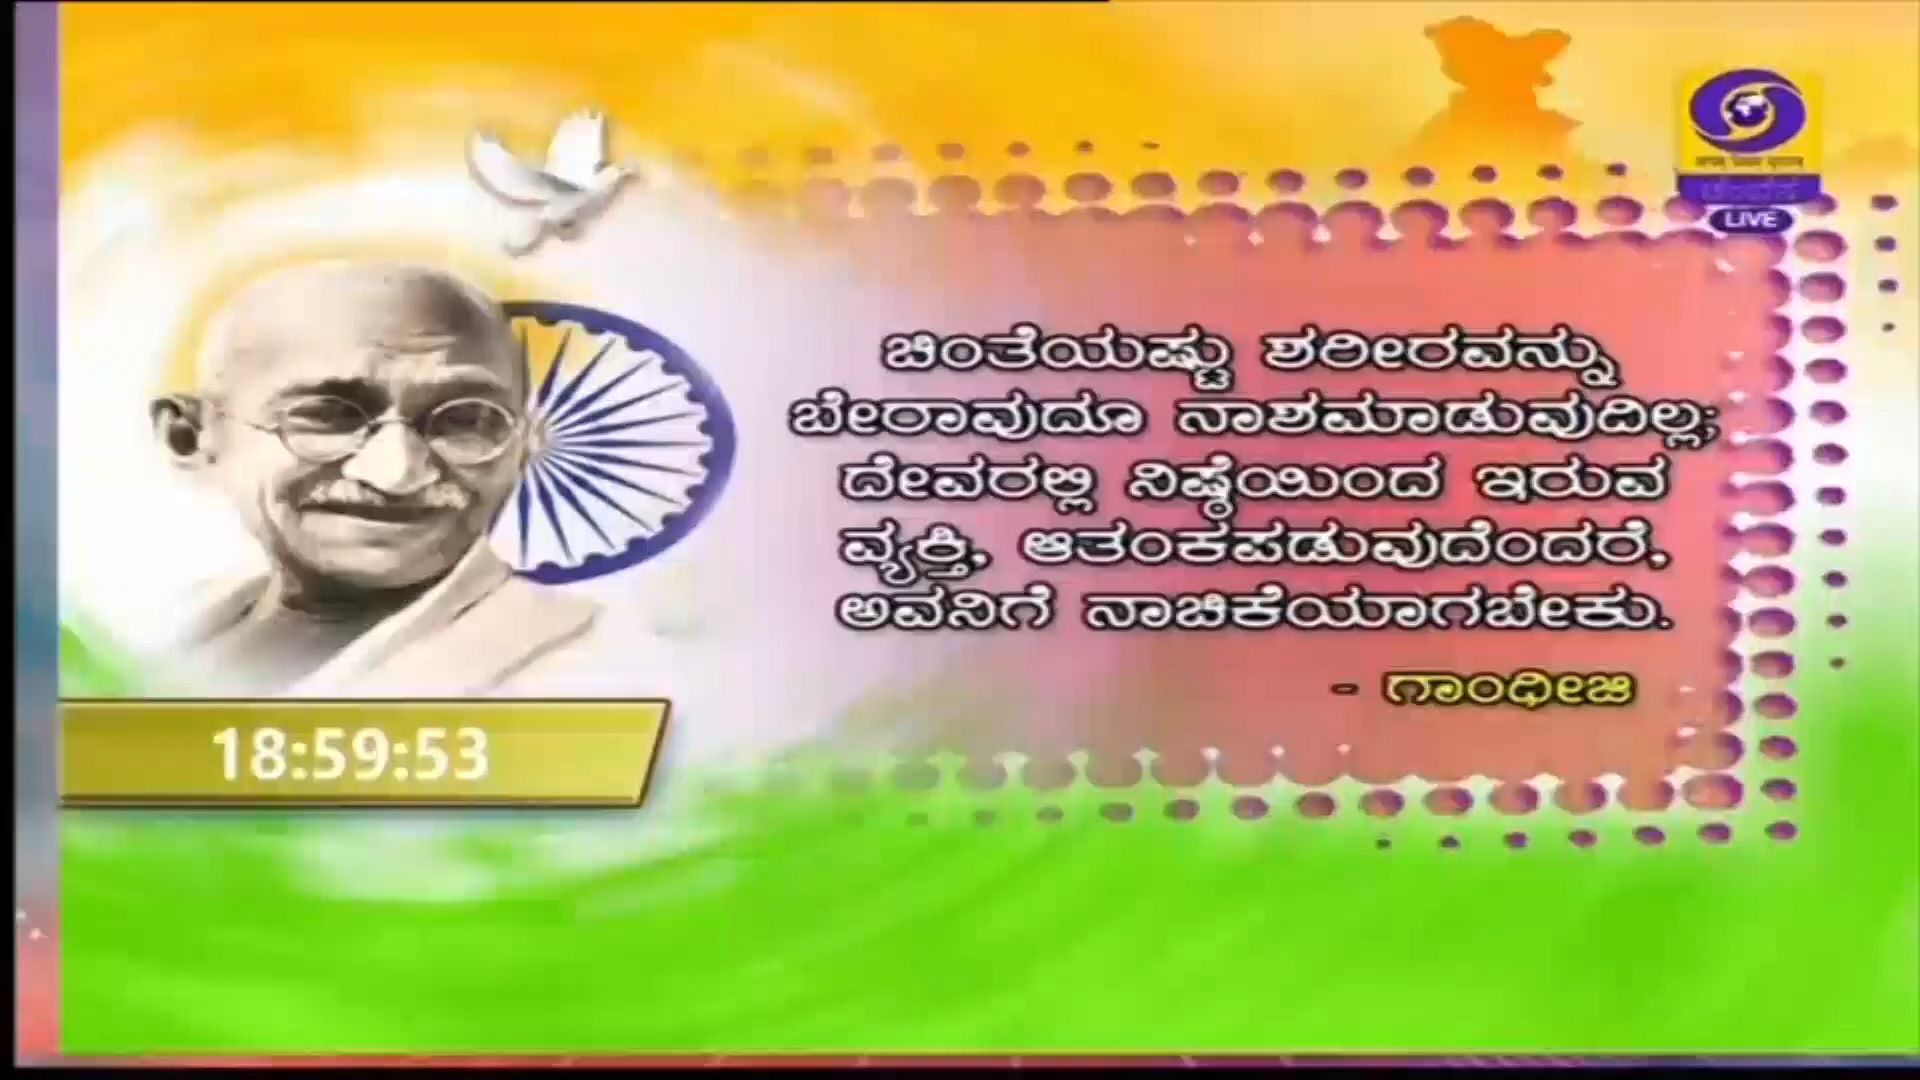 LIVE
ಚಿಂತೆಯಷ್ಟು ಶರೀರವನ್ನು
ಬೇರಾವುದೂ ನಾಶಮಾಡುವುದಿಲ್ಲ;
ದೇವರಲ್ಲಿ ನಿಷ್ಠೆಯಿಂದ ಇರುವ
ವ್ಯಕ್ತಿ, ಆತಂಕಪಡುವುದೆಂದರೆ,
ಅವನಿಗೆ ನಾಚಿಕೆಯಾಗಬೇಕು.
- ಗಾಂಧೀಜಿ
18:59:53